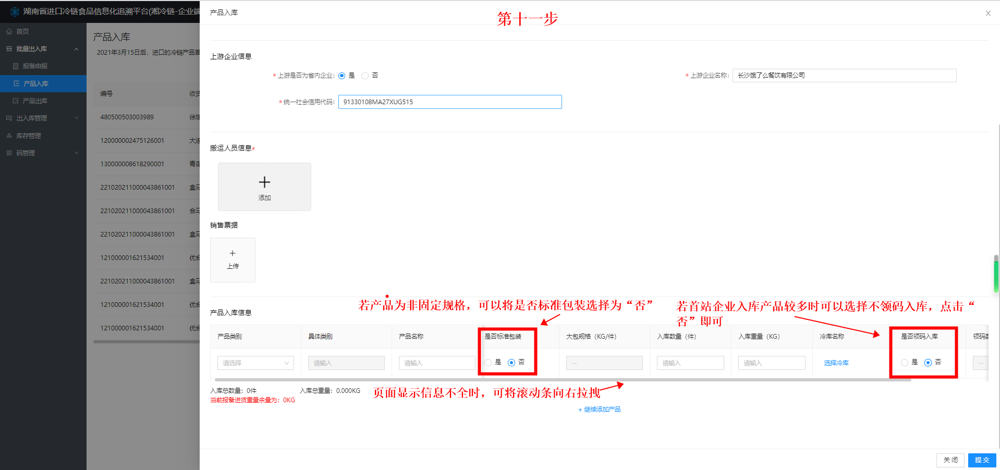 湖南省进口冷链食品信息化追溯平台(湘冷链-企业端
首页
批量出入库
报备申报
产品入库
产品出库
出入库管理
库存管理
码管理
产品入库
2021年3月15日后，进口的冷链产品首
编号 收货
480500503003989 徐斌
120000002475126001 大连
130000008618290001 青岛
221020211000043861001 盒马
221020211000043861001 合马
221020211000043861001 盒马
121000001621534001 优合
221020211000043861001 盒马
121000001621534001 优合
121000001621534001 优合
产品入库
第十一步
上游企业信息
* 上游是否为省内企业: 是 否
* 上游企业名称: 长沙饿了么餐饮有限公司
* 统一社会信用代码: 91330108MA27XUG515
搬运人员信息*
添加
销售票据
上传
若产品为非固定规格，可以将是否标准包装选择为“否”
若首站企业入库产品较多时可以选择不领码入库，点击“
否”即可
产品入库信息
产品类别 具体类别 产品名称 是否标准包装 大包规格（KG/件） 入库数量（件） 入库重量（KG） 冷库名称 是否领码入库 领码数
请选择 请输入 请输入 是 否 -- 请输入 请输入 选择冷库 是 否 --
入库总数量：0件 入库总重量：0.000KG
当前报备进货重量余量为：0KG
页面显示信息不全时，可将滚动条向右拉拽
+ 继续添加产品
关 闭
提 交